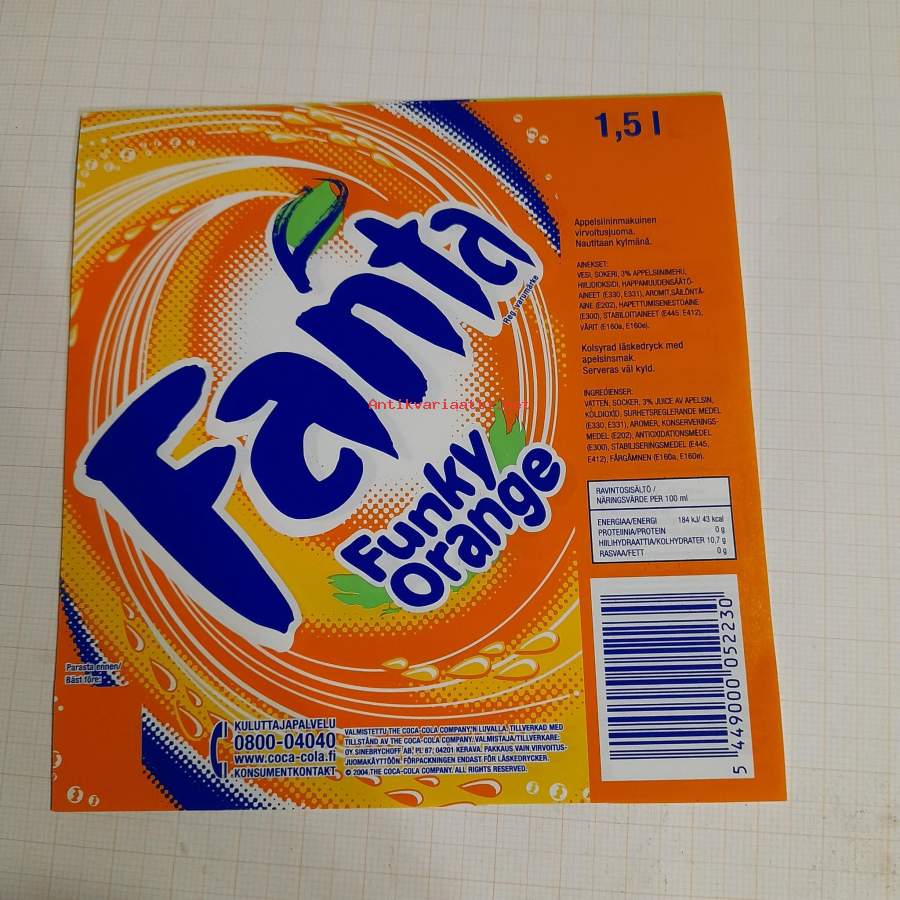 1,5 l
Fanta
Reg. varumärke
Funky
Orange
Appelsiininmakuinen
virvoitusjuoma.
Nautitaan kylmänä.
AINEKSET:
VESI, SOKERI, 3% APPELSIINIMEHU,
HIILIDIOKSIDI, HAPPAMUUDENSÄÄTÖ-
AINEET (E330, E331), AROMIT, SÄILÖNTÄ-
AINE (E202), HAPETTUMISENESTOAINE
(E300), STABILOINTIAINEET (E445, E412),
VÄRIT (E160a, E160e).
Kolsyrad läskedryck med
apelsinsmak.
Serveras väl kyld.
INGREDIENSER:
VATTEN, SOCKER, 3% JUICE AV APELSIN,
KOLDIOXID, SURHETSREGLERANDE MEDEL
(E330, E331), AROMER, KONSERVERINGS-
MEDEL (E202), ANTIOXIDATIONSMEDEL
(E300), STABILISERINGSMEDEL (E445,
E412), FÄRGÄMNEN (E160a, E160e).
RAVINTOSISÄLTÖ /
NÄRINGSVÄRDE PER 100 ml
ENERGIAA/ENERGI 184 kJ/ 43 kcal
PROTEIINIA/PROTEIN 0 g
HIILIHYDRAATTIA/KOLHYDRATER 10,7 g
RASVAA/FETT 0 g
5 449000 052230
Parasta ennen/
Bäst före:
KULUTTAJAPALVELU
0800-04040
www.coca-cola.fi
KONSUMENTKONTAKT
VALMISTETTU THE COCA-COLA COMPANY'N LUVALLA. TILLVERKAD MED
TILLSTÅND AV THE COCA-COLA COMPANY. VALMISTAJA/TILLVERKARE:
OY. SINEBRYCHOFF AB, PL 87, 04201 KERAVA. PAKKAUS VAIN VIRVOITUS-
JUOMAKÄYTTÖÖN. FÖRPACKNINGEN ENDAST FÖR LÄSKEDRYCKER.
© 2004 THE COCA-COLA COMPANY. ALL RIGHTS RESERVED.
Antikvariaatti.net